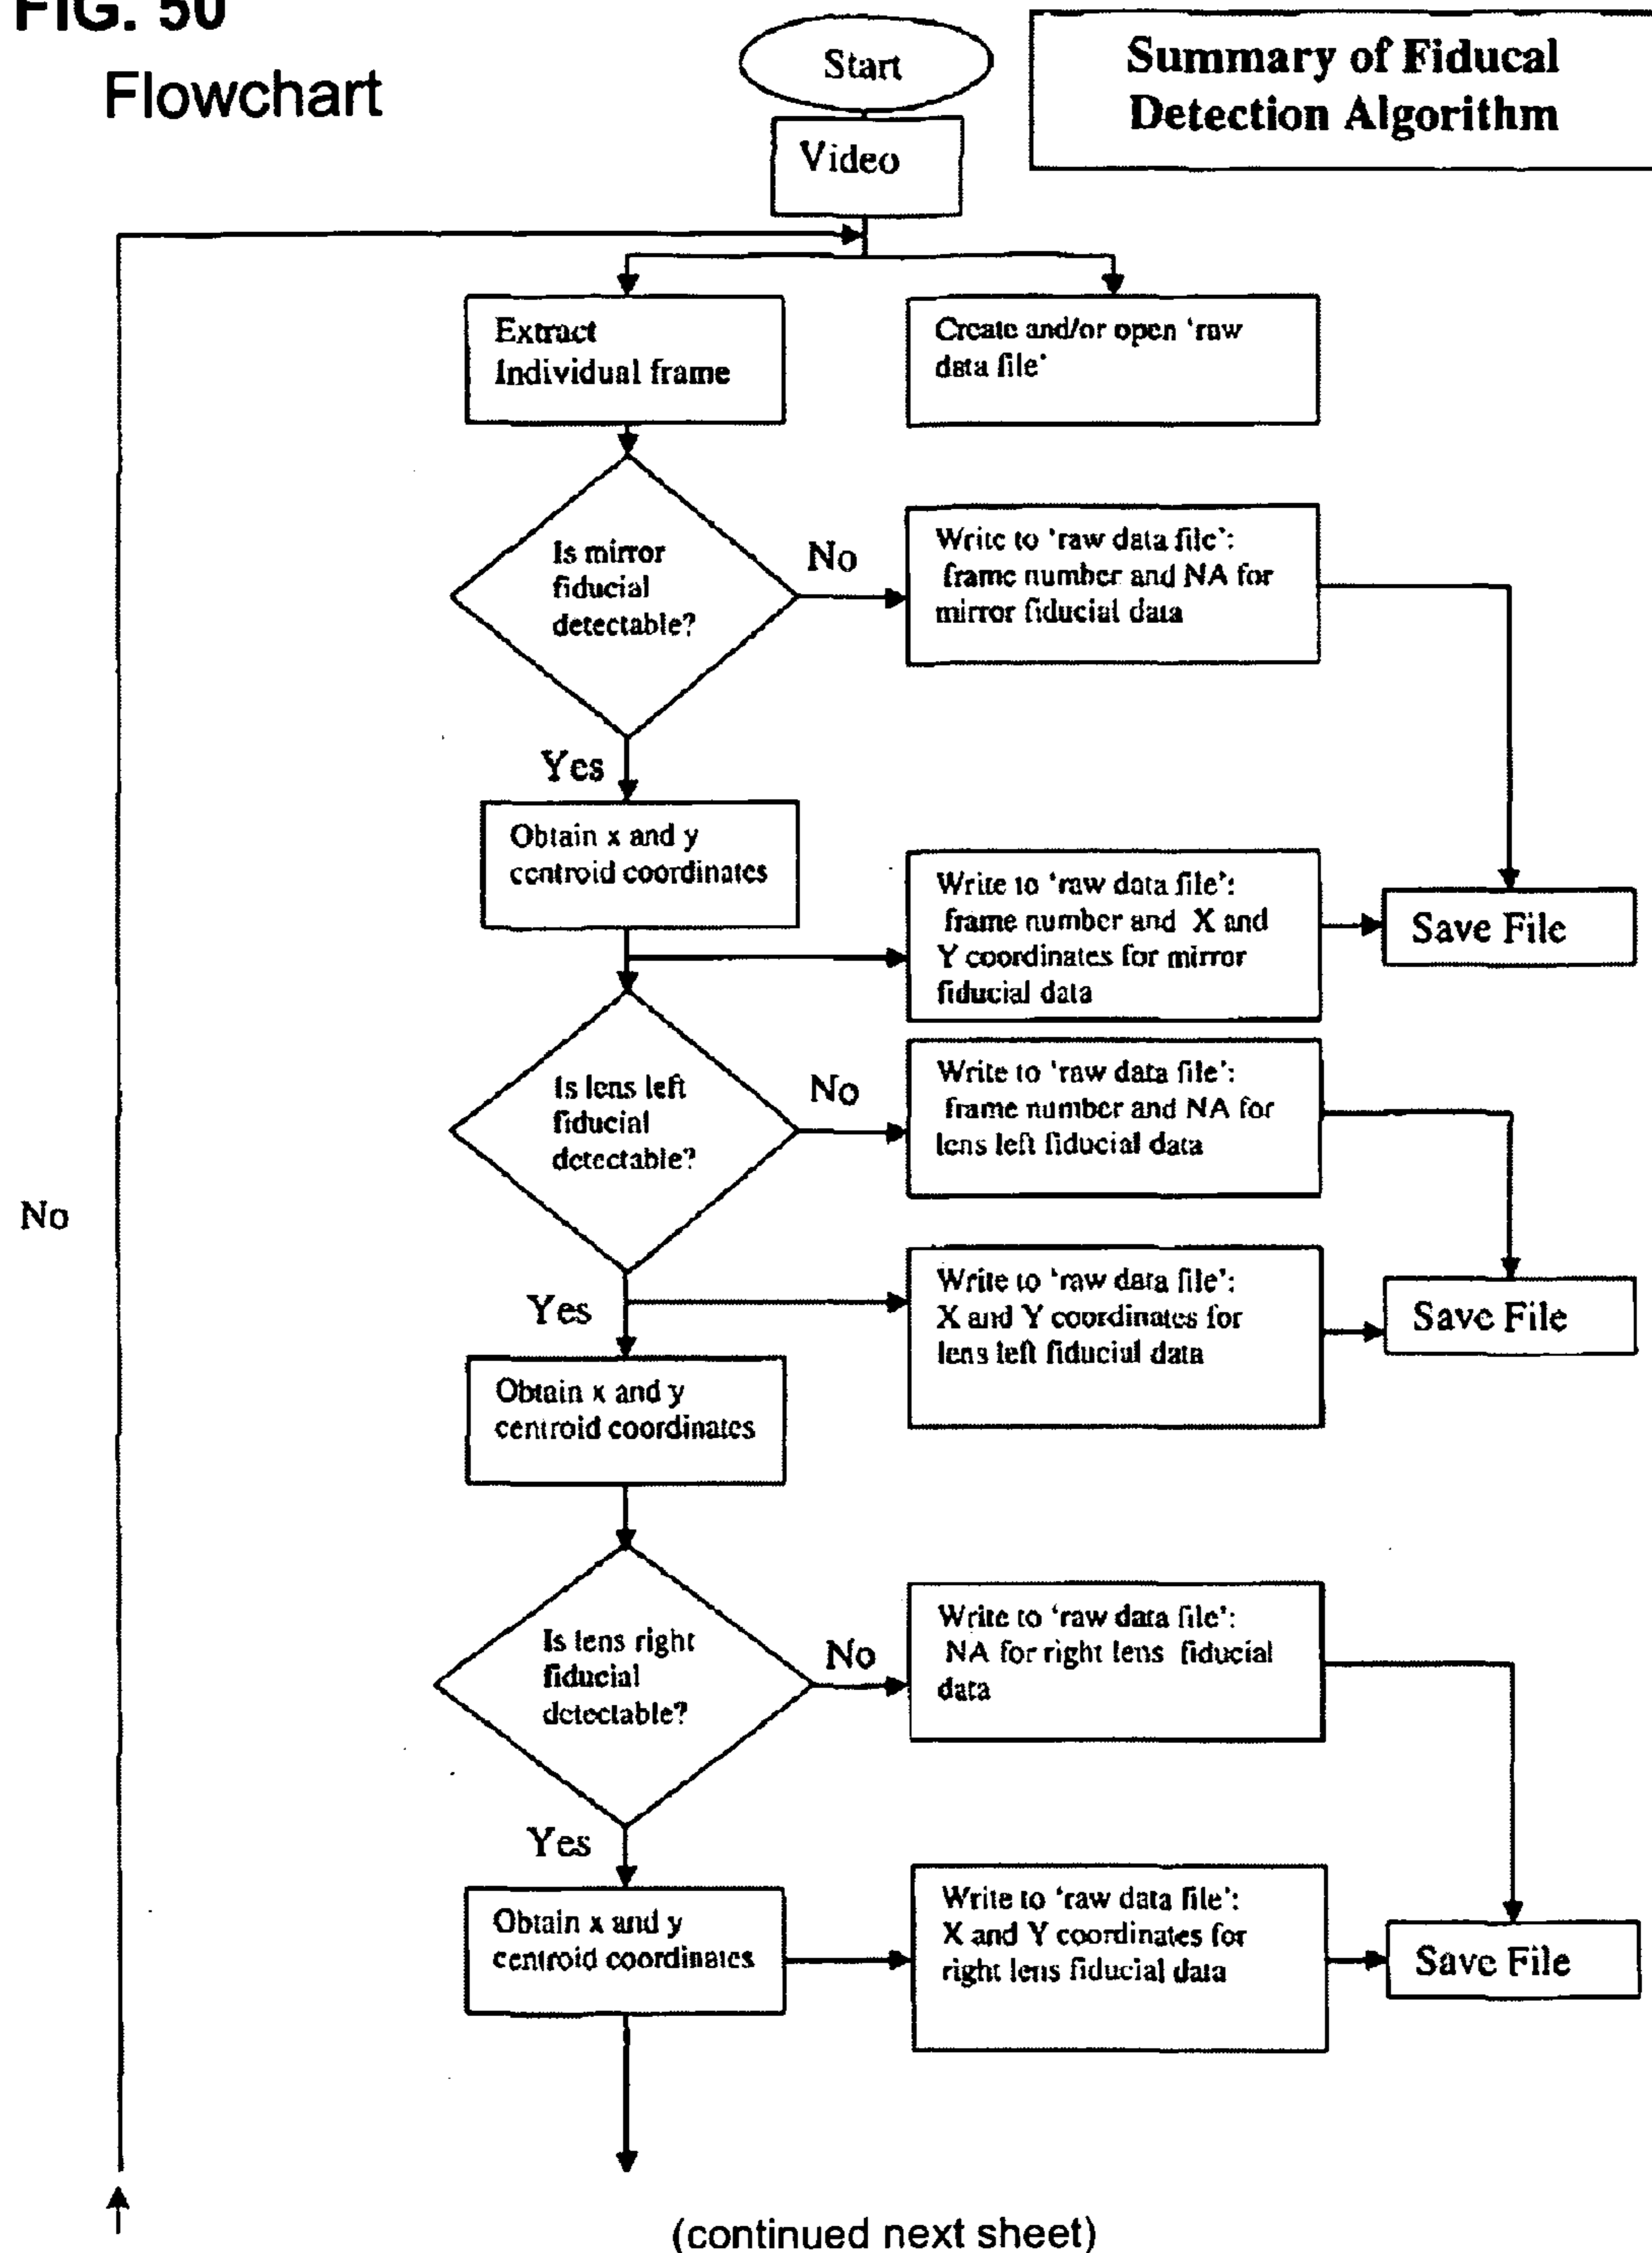 FIG. 50
Flowchart
Start
Summary of Fiducal
Detection Algorithm
Video
Extract
Individual frame
Create and/or open 'raw
data file'
Is mirror
fiducial
detectable?
No
Write to 'raw data file':
frame number and NA for
mirror fiducial data
Yes
Obtain x and y
centroid coordinates
Write to 'raw data file':
frame number and X and
Y coordinates for mirror
fiducial data
Save File
Is lens left
fiducial
detectable?
No
Write to 'raw data file':
frame number and NA for
lens left fiducial data
No
Yes
Write to 'raw data file':
X and Y coordinates for
lens left fiducial data
Save File
Obtain x and y
centroid coordinates
Is lens right
fiducial
detectable?
No
Write to 'raw data file':
NA for right lens fiducial
data
Yes
Obtain x and y
centroid coordinates
Write to 'raw data file':
X and Y coordinates for
right lens fiducial data
Save File
(continued next sheet)